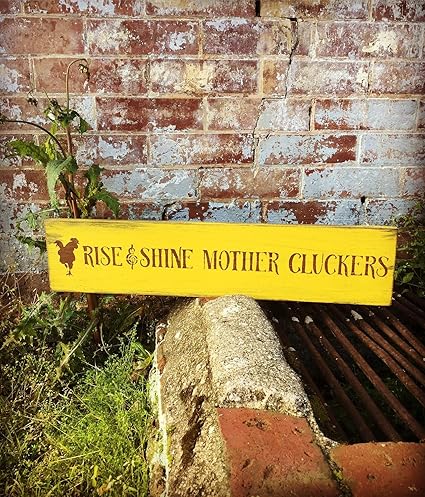 RISE & SHINE MOTHER CLUCKERS